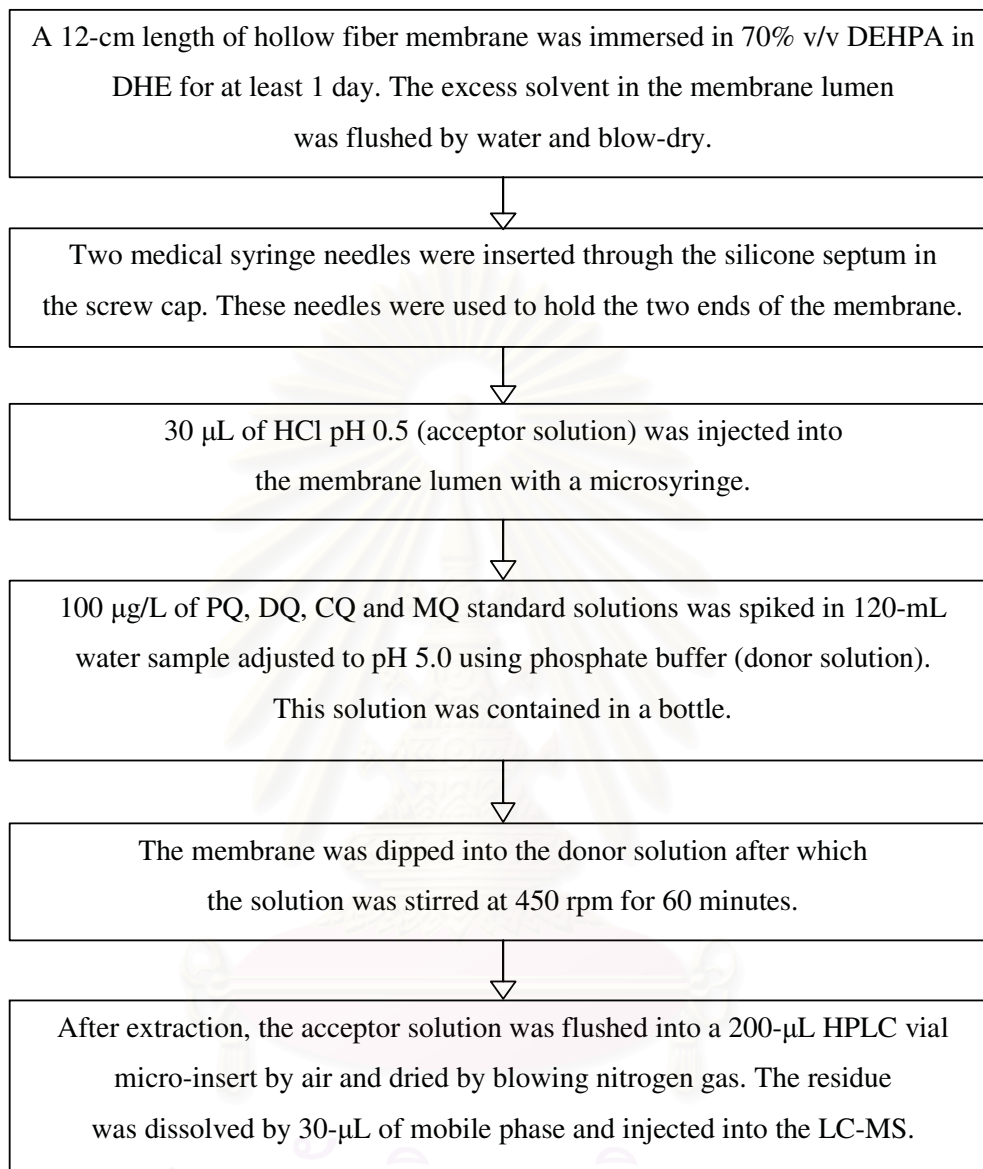 A 12-cm length of hollow fiber membrane was immersed in 70% v/v DEHPA in
DHE for at least 1 day. The excess solvent in the membrane lumen
was flushed by water and blow-dry.
Two medical syringe needles were inserted through the silicone septum in
the screw cap. These needles were used to hold the two ends of the membrane.
30 μL of HCl pH 0.5 (acceptor solution) was injected into
the membrane lumen with a microsyringe.
100 μg/L of PQ, DQ, CQ and MQ standard solutions was spiked in 120-mL
water sample adjusted to pH 5.0 using phosphate buffer (donor solution).
This solution was contained in a bottle.
The membrane was dipped into the donor solution after which
the solution was stirred at 450 rpm for 60 minutes.
After extraction, the acceptor solution was flushed into a 200-μL HPLC vial
micro-insert by air and dried by blowing nitrogen gas. The residue
was dissolved by 30-μL of mobile phase and injected into the LC-MS.